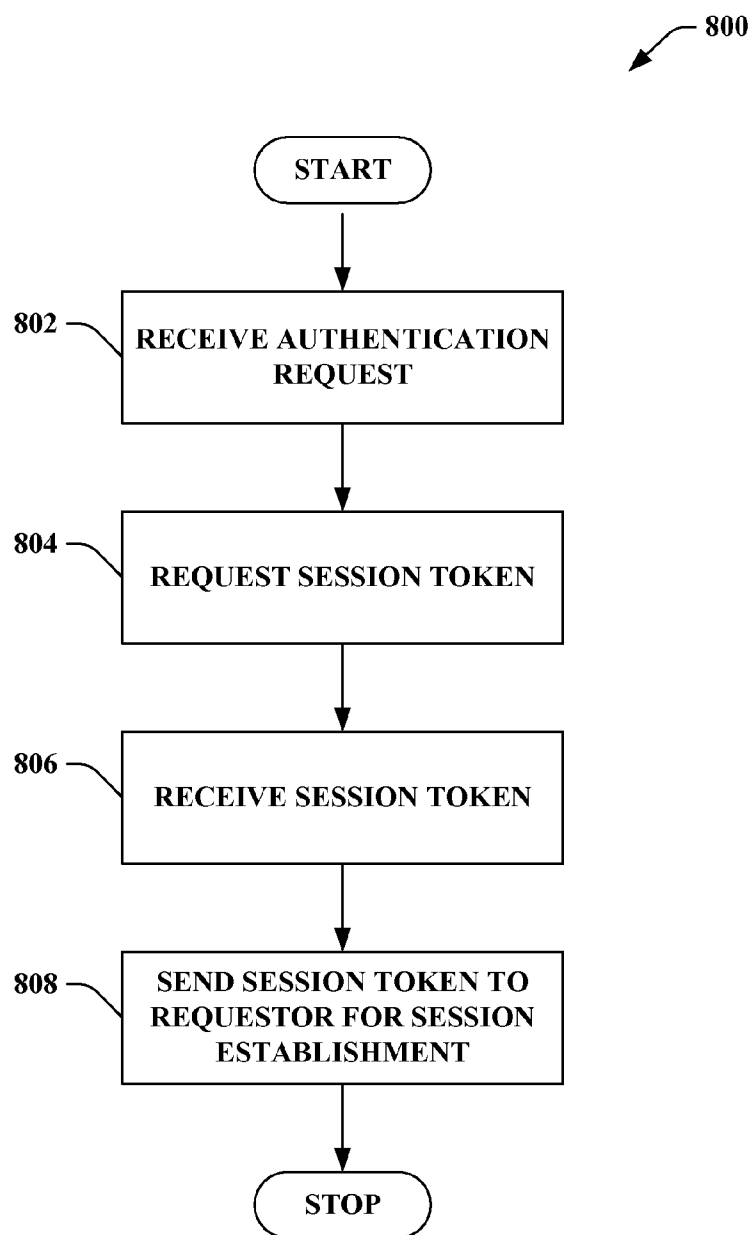 800
START
802
RECEIVE AUTHENTICATION
REQUEST
804
REQUEST SESSION TOKEN
806
RECEIVE SESSION TOKEN
808
SEND SESSION TOKEN TO
REQUESTOR FOR SESSION
ESTABLISHMENT
STOP